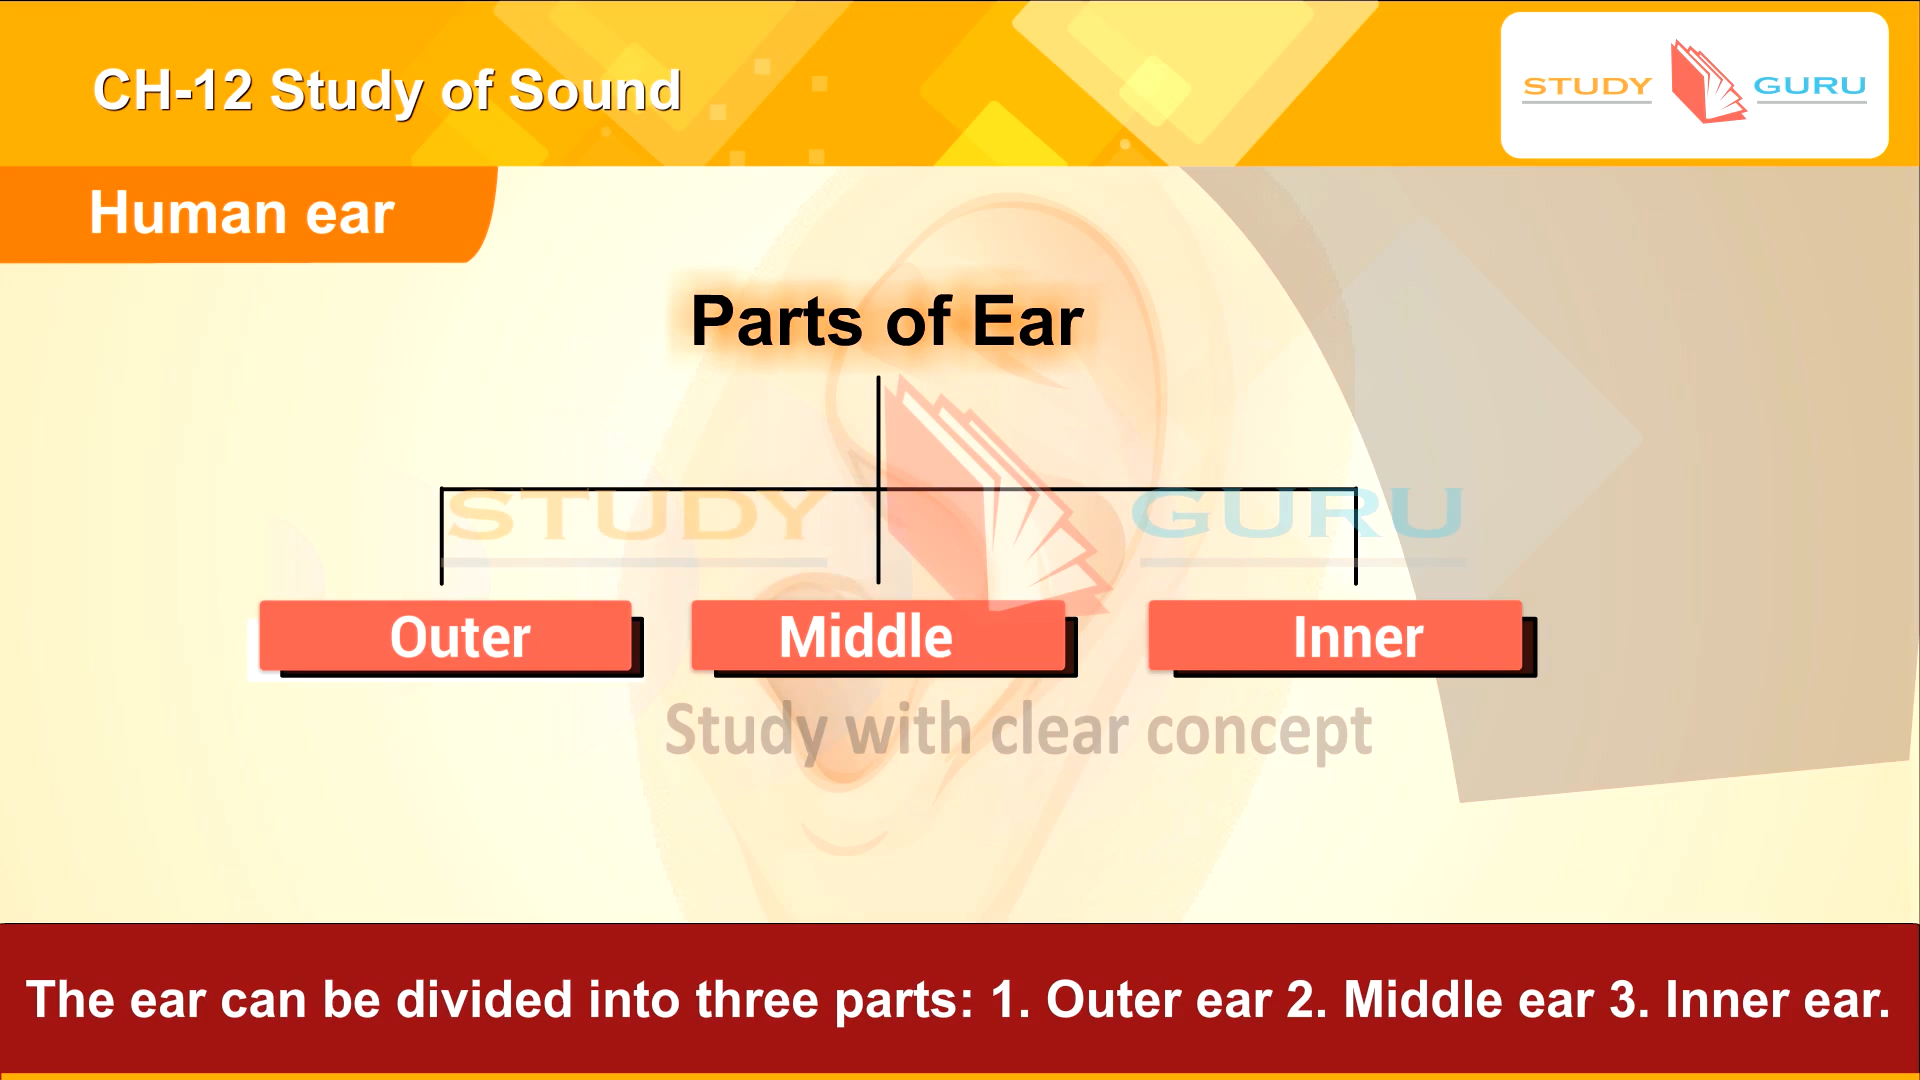 CH-12 Study of Sound
STUDY GURU
Human ear
Parts of Ear
STUDY GURU
Outer Middle Inner
Study with clear concept
The ear can be divided into three parts: 1. Outer ear 2. Middle ear 3. Inner ear.